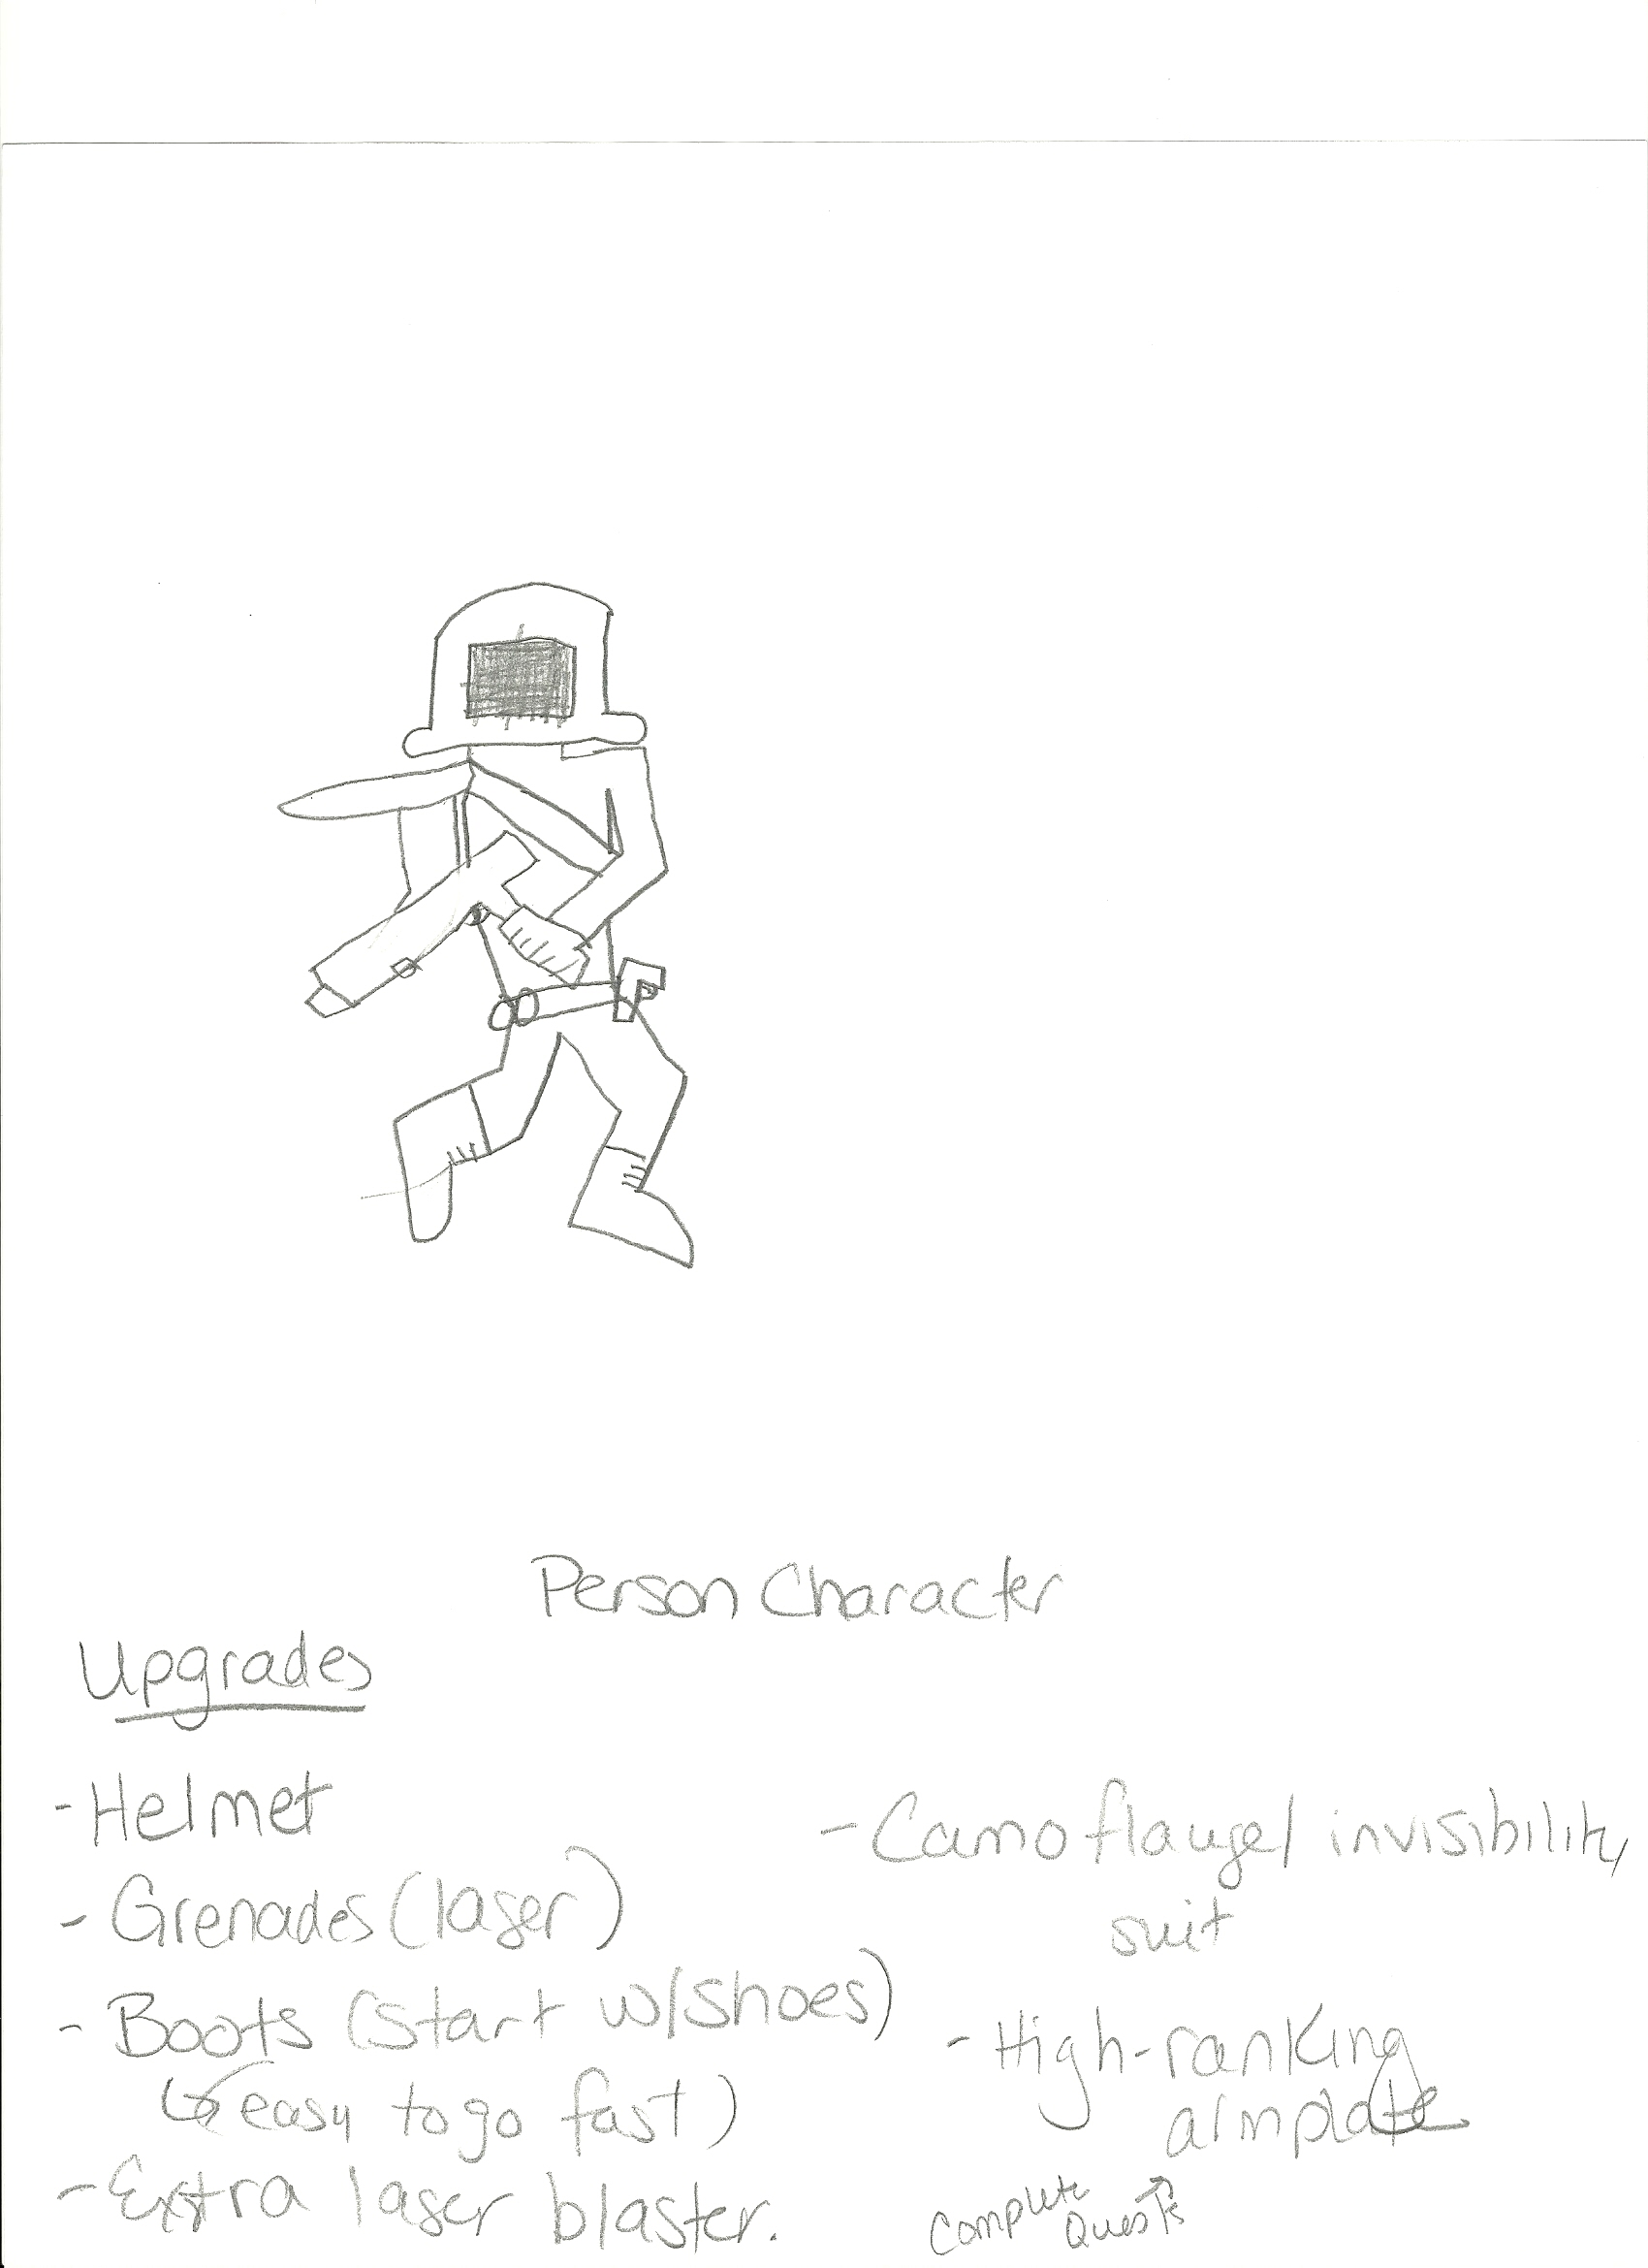 Person Character
Upgrades
- Helmet
- Grenades (laser)
- Boots (start w/shoes)
(↳ easy to go fast)
- Extra laser blaster.
- Camoflauge/ invisibility
suit
- High-ranking
armplate
Complete
Quests